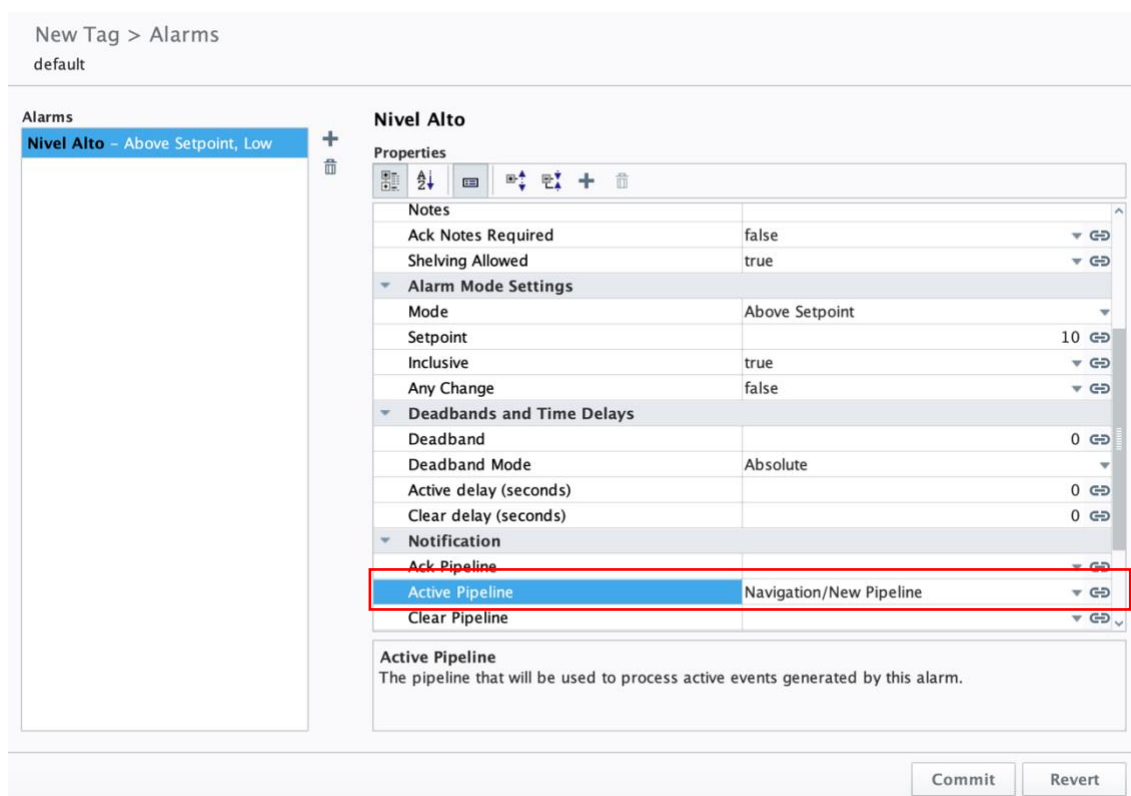 New Tag > Alarms
default
Alarms
Nivel Alto – Above Setpoint, Low
Nivel Alto
Properties
Notes
Ack Notes Required false
Shelving Allowed true
Alarm Mode Settings
Mode Above Setpoint
Setpoint 10
Inclusive true
Any Change false
Deadbands and Time Delays
Deadband 0
Deadband Mode Absolute
Active delay (seconds) 0
Clear delay (seconds) 0
Notification
Ack Pipeline
Active Pipeline Navigation/New Pipeline
Clear Pipeline
Active Pipeline
The pipeline that will be used to process active events generated by this alarm.
Commit Revert